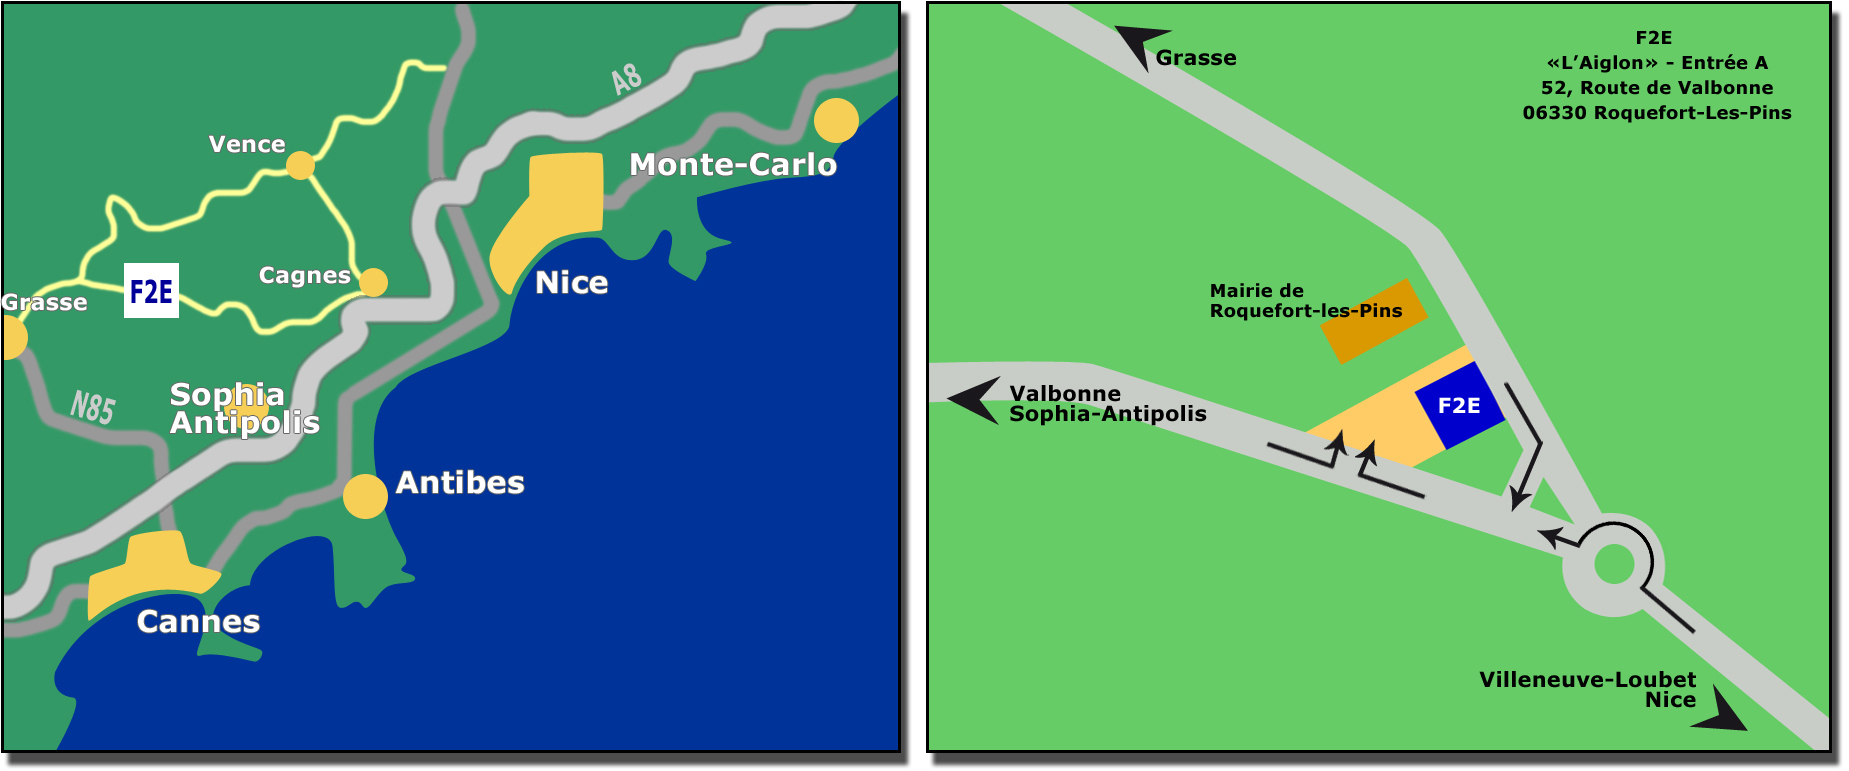 A8
Vence
Monte-Carlo
Cagnes
Nice
F2E
Grasse
Sophia
Antipolis
N85
Antibes
Cannes
Grasse
F2E
«L’Aiglon» - Entrée A
52, Route de Valbonne
06330 Roquefort-Les-Pins
Mairie de
Roquefort-les-Pins
Valbonne
Sophia-Antipolis
F2E
Villeneuve-Loubet
Nice